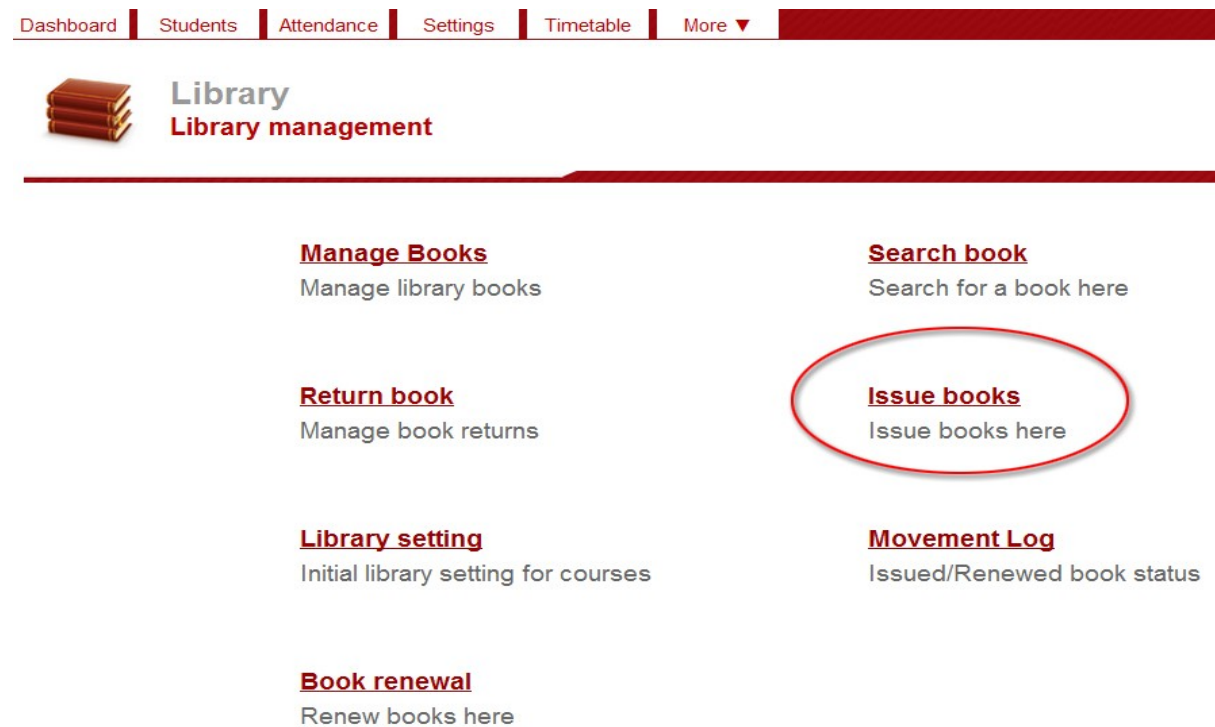 Dashboard Students Attendance Settings Timetable More ▼
Library
Library management
Manage Books
Manage library books
Search book
Search for a book here
Return book
Manage book returns
Issue books
Issue books here
Library setting
Initial library setting for courses
Movement Log
Issued/Renewed book status
Book renewal
Renew books here